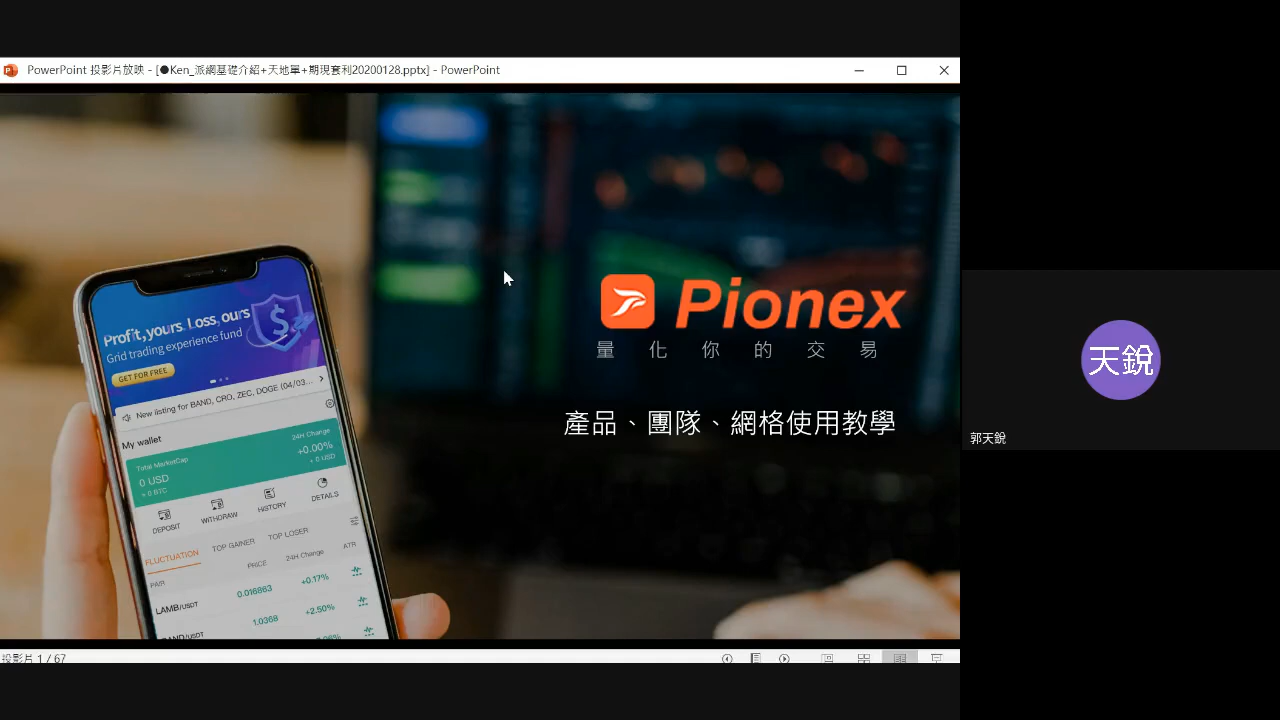 PowerPoint 投影片放映 - [●Ken_派網基礎介紹+天地單+期現套利20200128.pptx] - PowerPoint
Profit,yours. Loss,ours
Grid trading experience fund
GET FOR FREE
New listing for BAND, CRO, ZEC, DOGE (04/03...
My wallet
Total MarketCap
24H Change
0 USD
+0.00%
≈ 0 BTC
+ 0 USD
DEPOSIT
WITHDRAW
HISTORY
DETAILS
FLUCTUATION
TOP GAINER
TOP LOSER
PAIR
PRICE
24H Change
ATR
LAMB/USDT
0.016863
+0.17%
BAND/USDT
1.0368
+2.50%
Pionex
量化你的交易
產品、團隊、網格使用教學
天銳
郭天銳
投影片 1 / 67